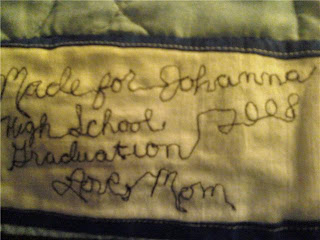 Made for Johanna
High School 2008
Graduation
Love, Mom